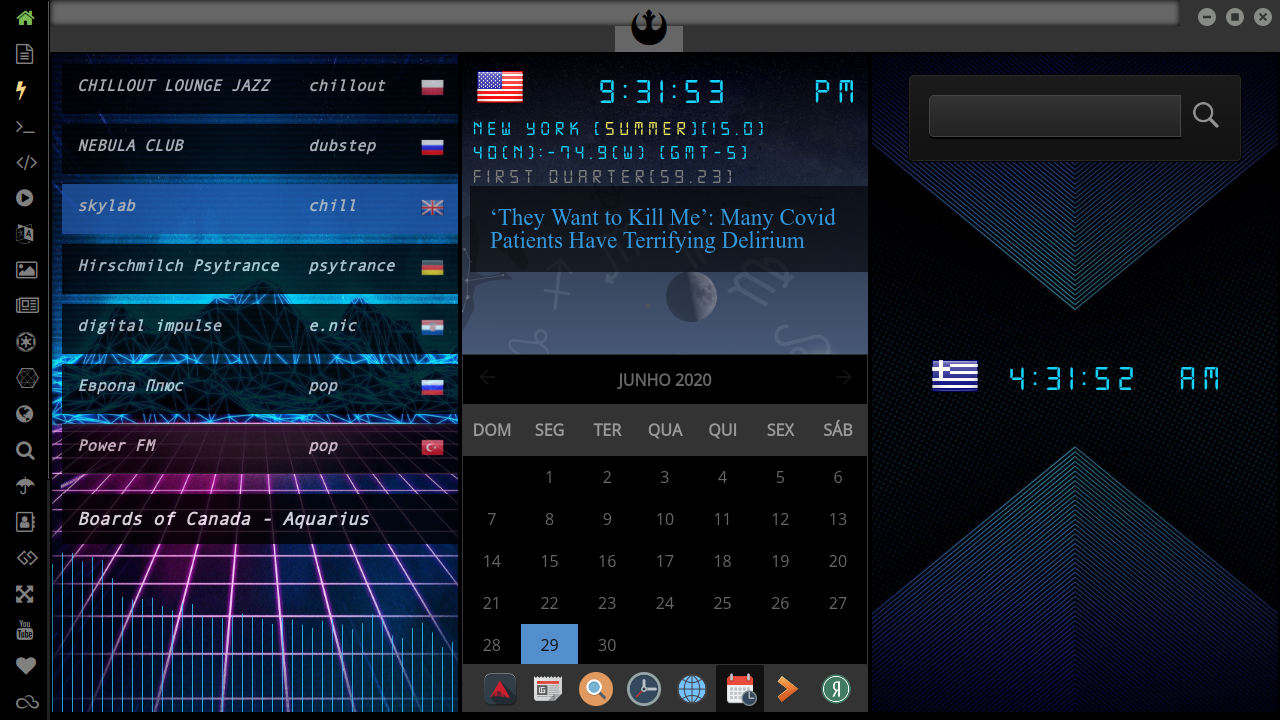 CHILLOUT LOUNGE JAZZ chillout
NEBULA CLUB dubstep
skylab chill
Hirschmilch Psytrance psytrance
digital impulse e.nic
Европа Плюс pop
Power FM pop
Boards of Canada - Aquarius
9:31:53 PM
NEW YORK (SUMMER)(15.0)
40(N):-74.9(W) (GMT-5)
FIRST QUARTER(59.23)
‘They Want to Kill Me’: Many Covid
Patients Have Terrifying Delirium
JUNHO 2020
DOM SEG TER QUA QUI SEX SÁB
1 2 3 4 5 6
7 8 9 10 11 12 13
14 15 16 17 18 19 20
21 22 23 24 25 26 27
28 29 30
4:31:52 AM
You
Tube